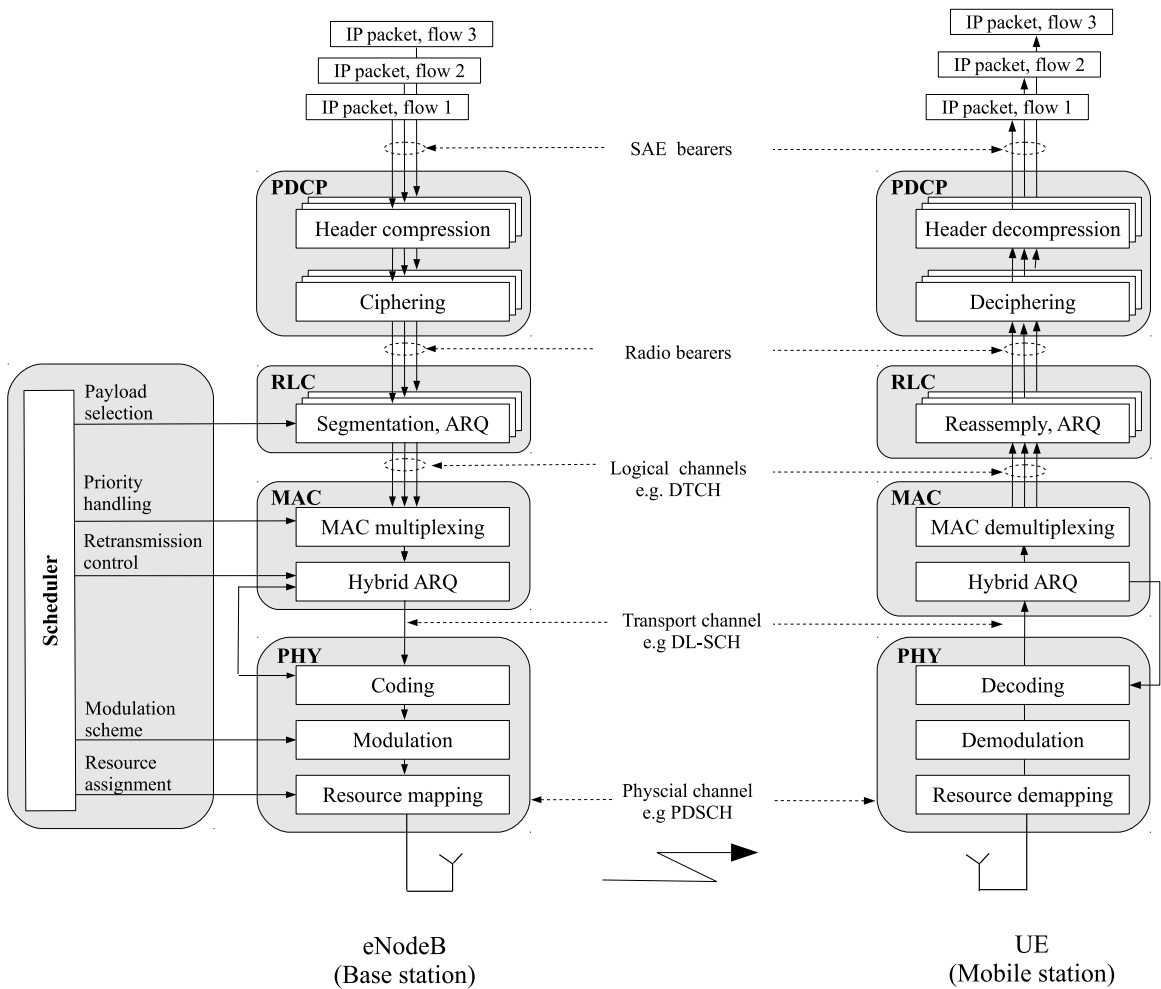 IP packet, flow 3
IP packet, flow 2
IP packet, flow 1
IP packet, flow 3
IP packet, flow 2
IP packet, flow 1
SAE bearers
PDCP
Header compression
Ciphering
PDCP
Header decompression
Deciphering
Radio bearers
Scheduler
Payload
selection
Priority
handling
Retransmission
control
Modulation
scheme
Resource
assignment
RLC
Segmentation, ARQ
RLC
Reassemply, ARQ
Logical channels
e.g. DTCH
MAC
MAC multiplexing
Hybrid ARQ
MAC
MAC demultiplexing
Hybrid ARQ
Transport channel
e.g DL-SCH
PHY
Coding
Modulation
Resource mapping
PHY
Decoding
Demodulation
Resource demapping
Physcial channel
e.g PDSCH
eNodeB
(Base station)
UE
(Mobile station)